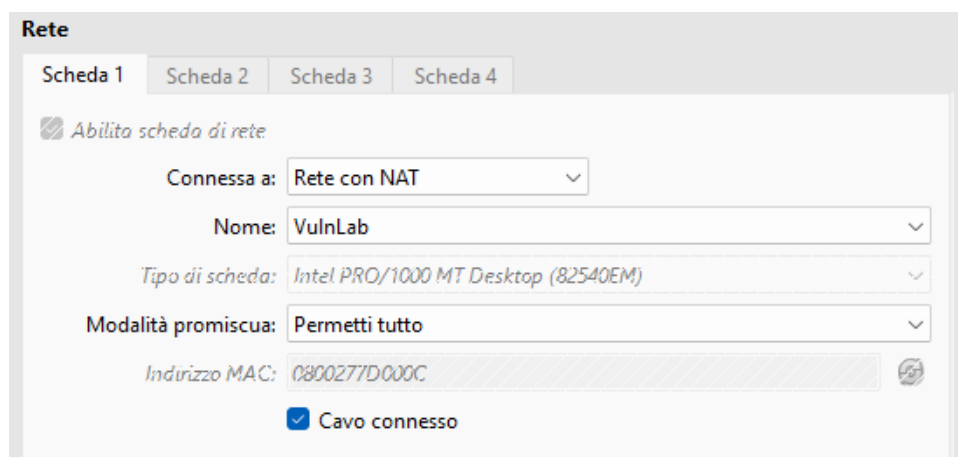 Rete
Scheda 1 Scheda 2 Scheda 3 Scheda 4
Abilita scheda di rete
Connessa a: Rete con NAT
Nome: VulnLab
Tipo di scheda: Intel PRO/1000 MT Desktop (82540EM)
Modalità promiscua: Permetti tutto
Indirizzo MAC: 0800277D000C
Cavo connesso